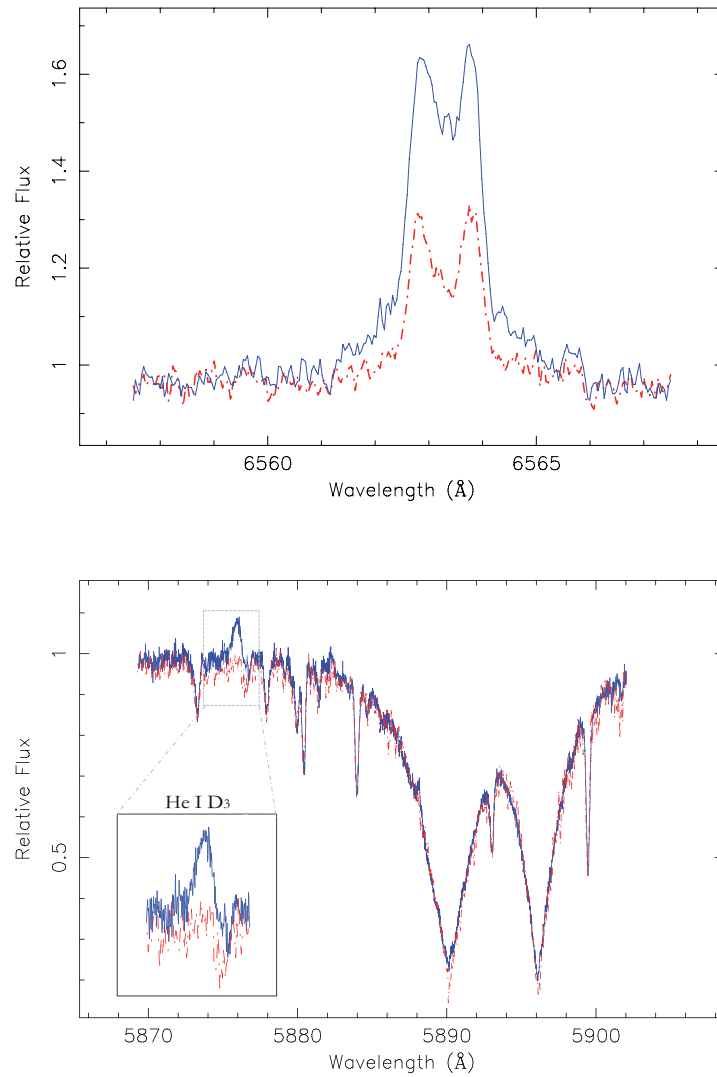 1.6
1.4
1.2
1
Relative Flux
6560
6565
Wavelength (Å)
1
0.5
Relative Flux
He I D3
5870
5880
5890
5900
Wavelength (Å)